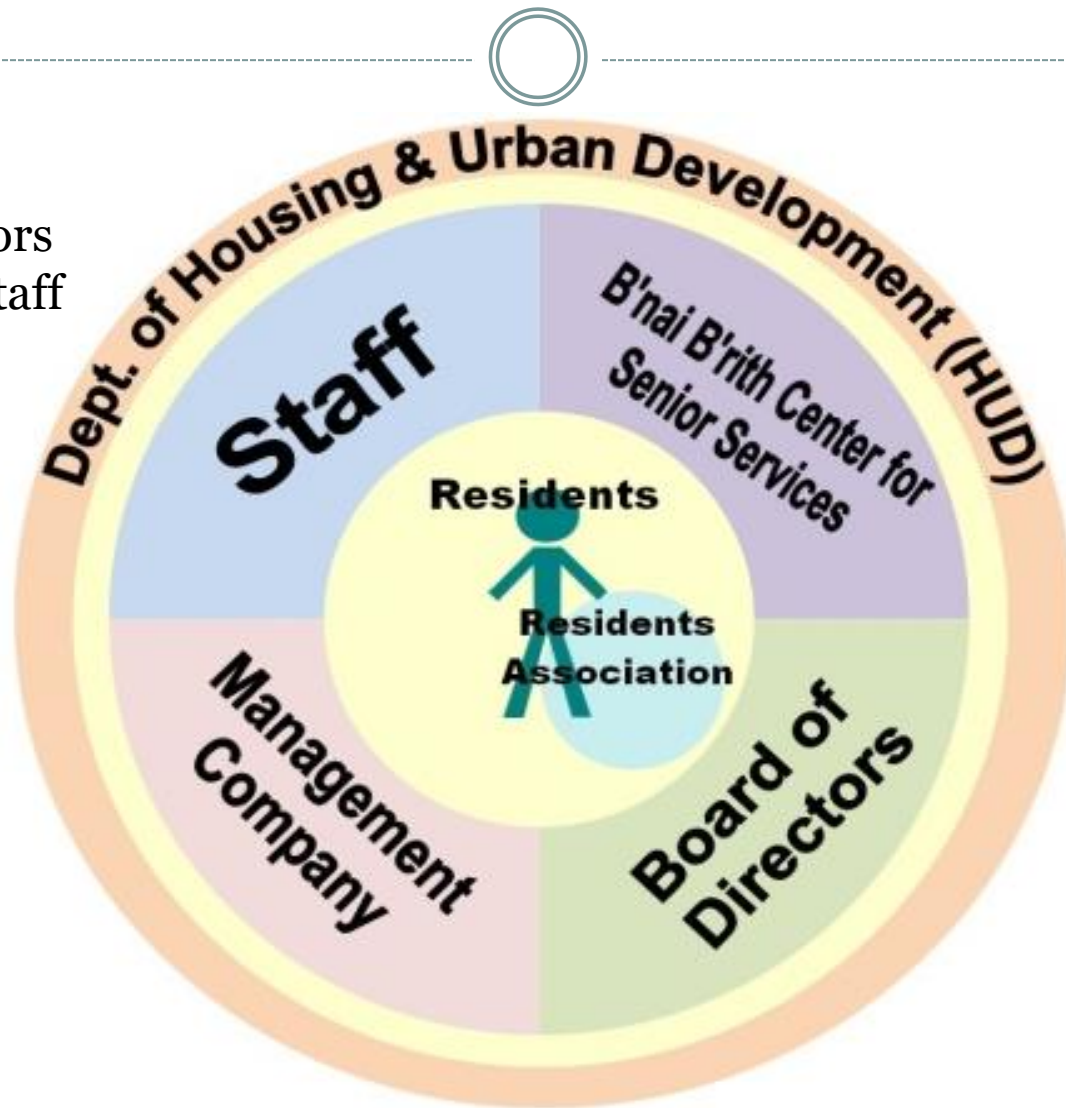 ors
taff
Dept. of Housing & Urban Development (HUD)
Staff
B'nai B'rith Center for
Senior Services
Residents
Residents
Association
Management
Company
Board of
Directors